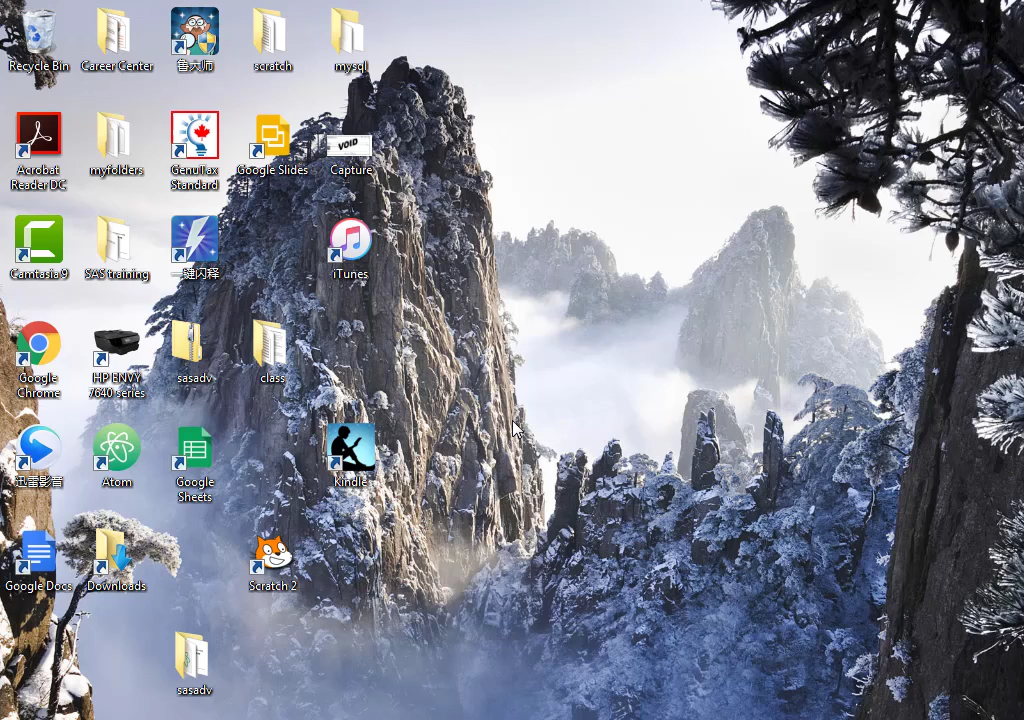 Recycle Bin
Career Center
鲁大师
scratch
mysql
Acrobat
Reader DC
myfolders
GenuTax
Standard
Google Slides
VOID
Capture
Camtasia 9
SAS training
一键闪释
iTunes
Google
Chrome
HP ENVY
7640 series
sasadv
class
迅雷影音
Atom
Google
Sheets
Kindle
Google Docs
Downloads
Scratch 2
sasadv